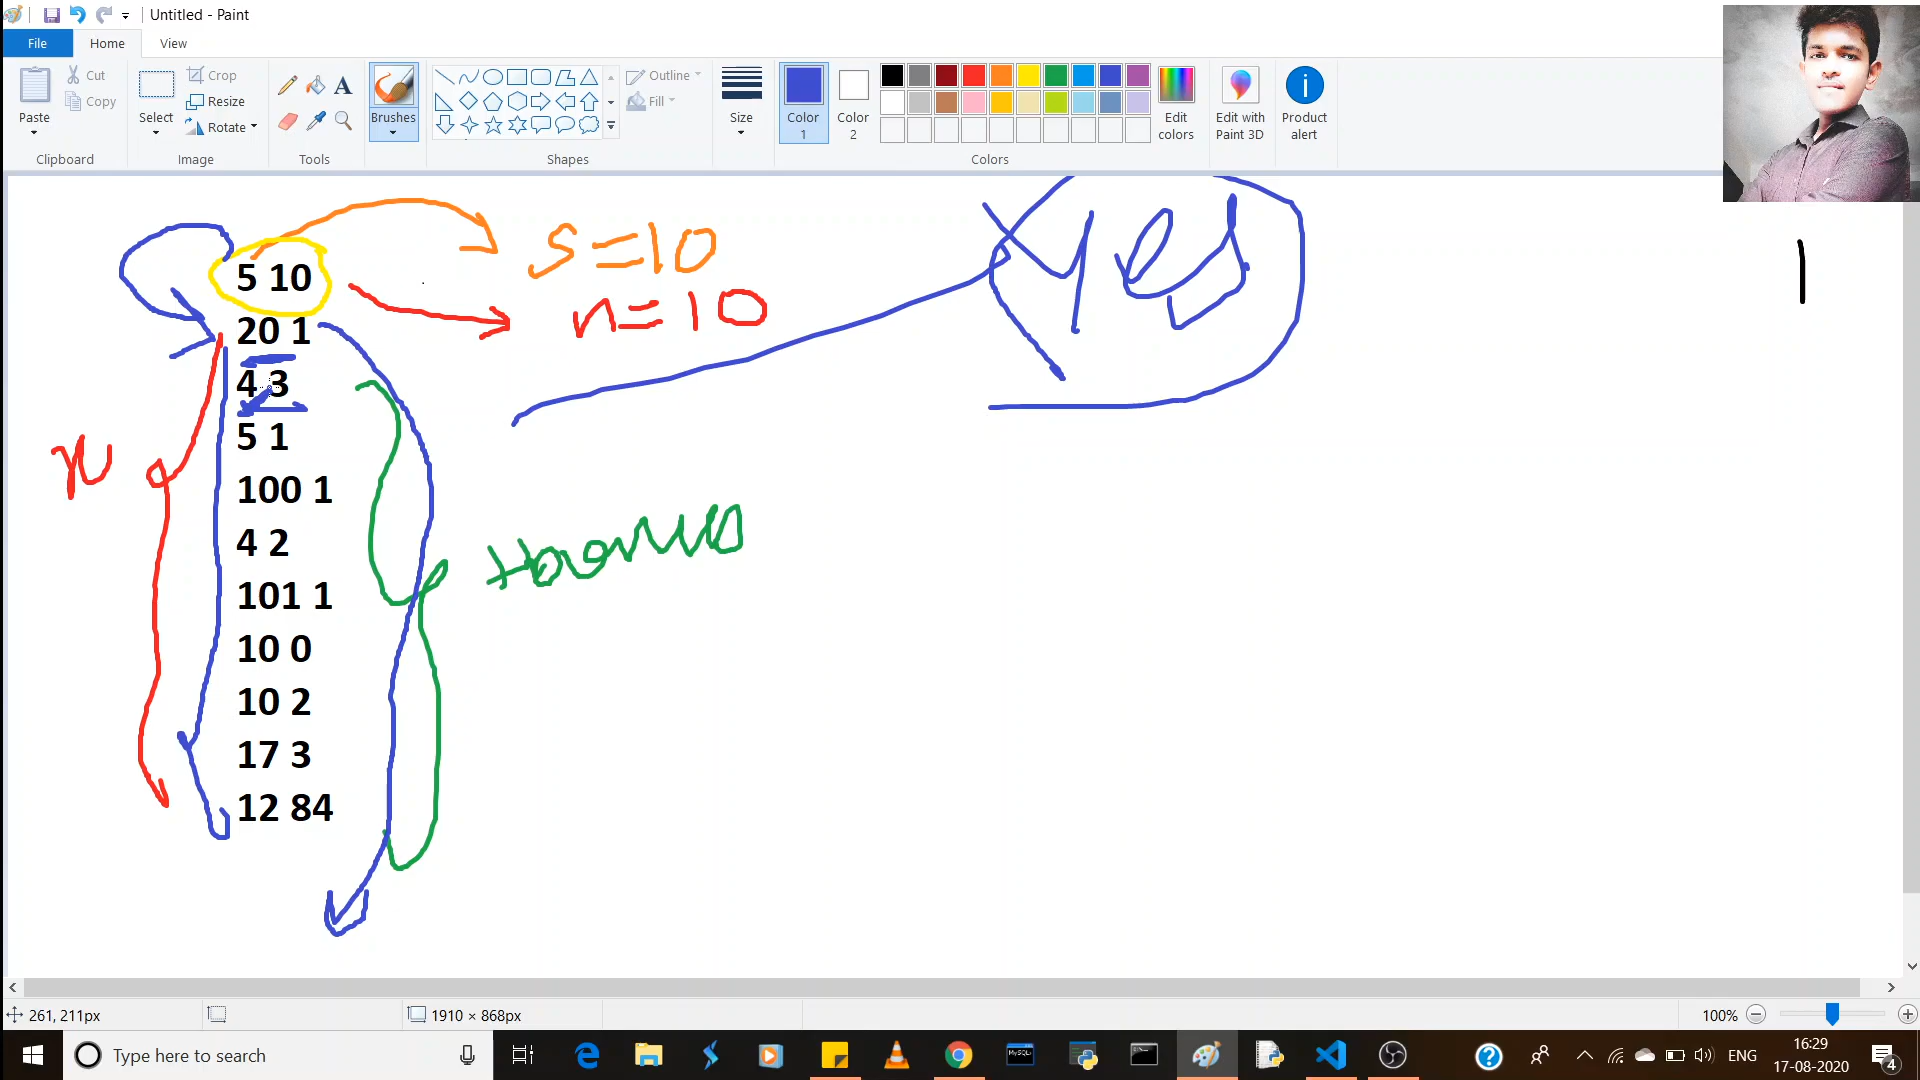 Untitled - Paint
File Home View
Paste Cut Copy Clipboard
Select Crop Resize Rotate Image
Tools
Brushes
Shapes
Outline Fill
Size
Color 1 Color 2
Colors
Edit colors
Edit with Paint 3D
Product alert
5 10
20 1
4 3
5 1
100 1
4 2
101 1
10 0
10 2
17 3
12 84
s=10
n=10
Yes
x
1
261, 211px
1910 × 868px
100%
Type here to search
MySQL
ENG
16:29
17-08-2020
4